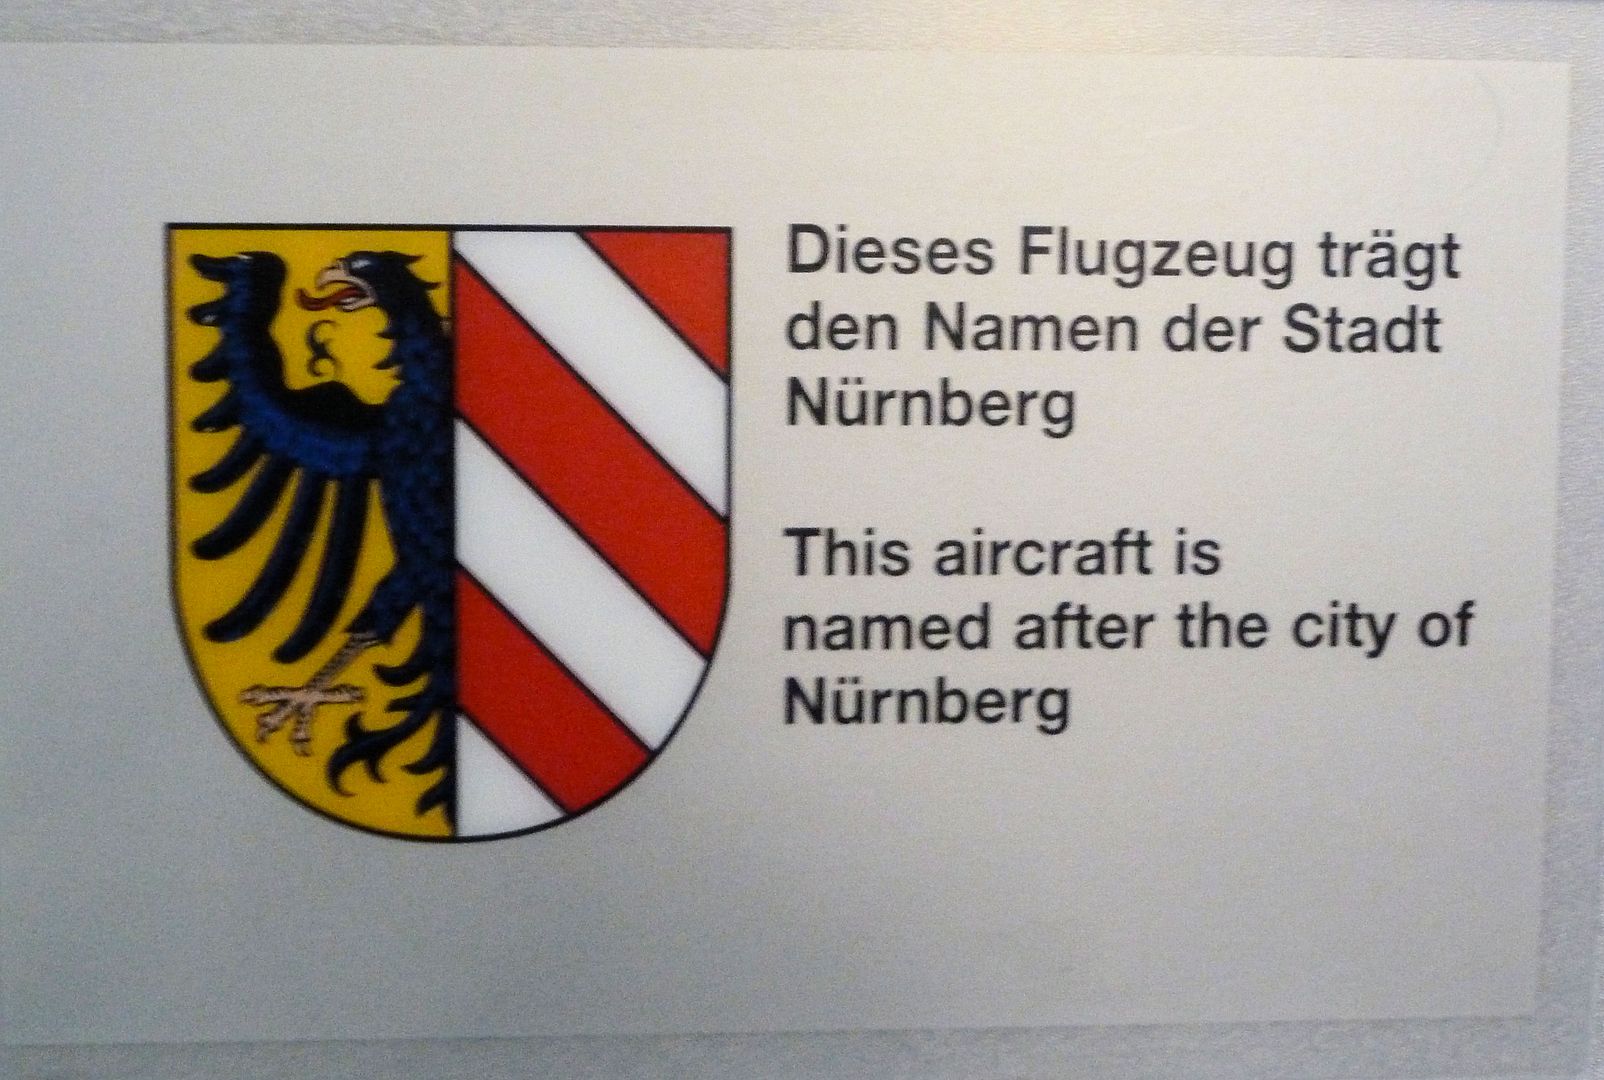 Dieses Flugzeug trägt
den Namen der Stadt
Nürnberg
This aircraft is
named after the city of
Nürnberg